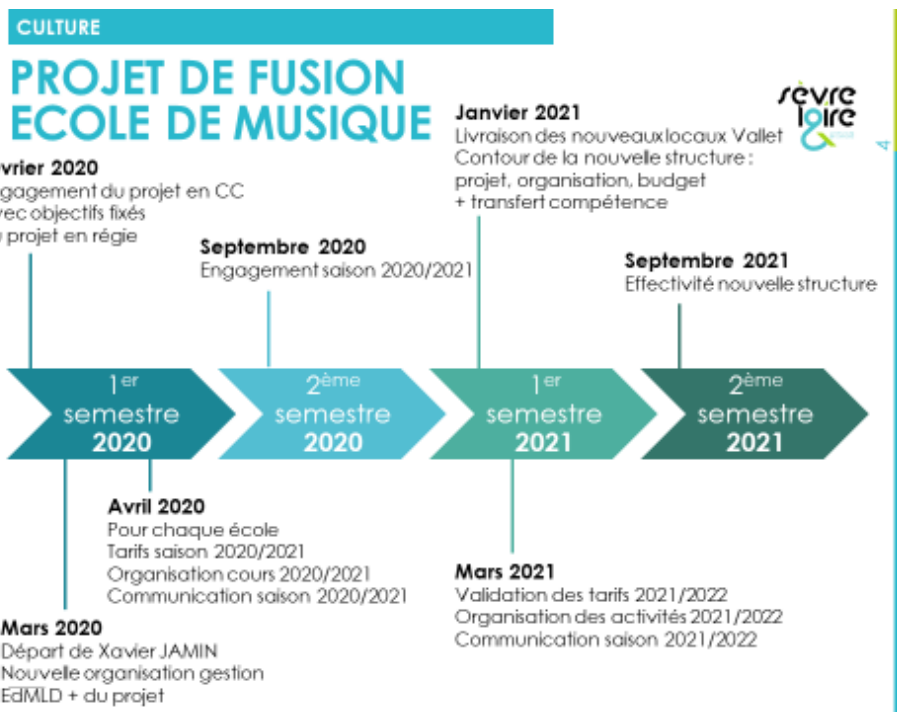 CULTURE
PROJET DE FUSION
ECOLE DE MUSIQUE
sèvre
loire
4
vrier 2020
gagement du projet en CC
vec objectifs fixés
u projet en régie
Septembre 2020
Engagement saison 2020/2021
Janvier 2021
Livraison des nouveaux locaux Vallet
Contour de la nouvelle structure :
projet, organisation, budget
+ transfert compétence
Septembre 2021
Effectivité nouvelle structure
1er
semestre
2020
2ème
semestre
2020
1er
semestre
2021
2ème
semestre
2021
Avril 2020
Pour chaque école
Tarifs saison 2020/2021
Organisation cours 2020/2021
Communication saison 2020/2021
Mars 2020
Départ de Xavier JAMIN
Nouvelle organisation gestion
EdMLD + du projet
Mars 2021
Validation des tarifs 2021/2022
Organisation des activités 2021/2022
Communication saison 2021/2022